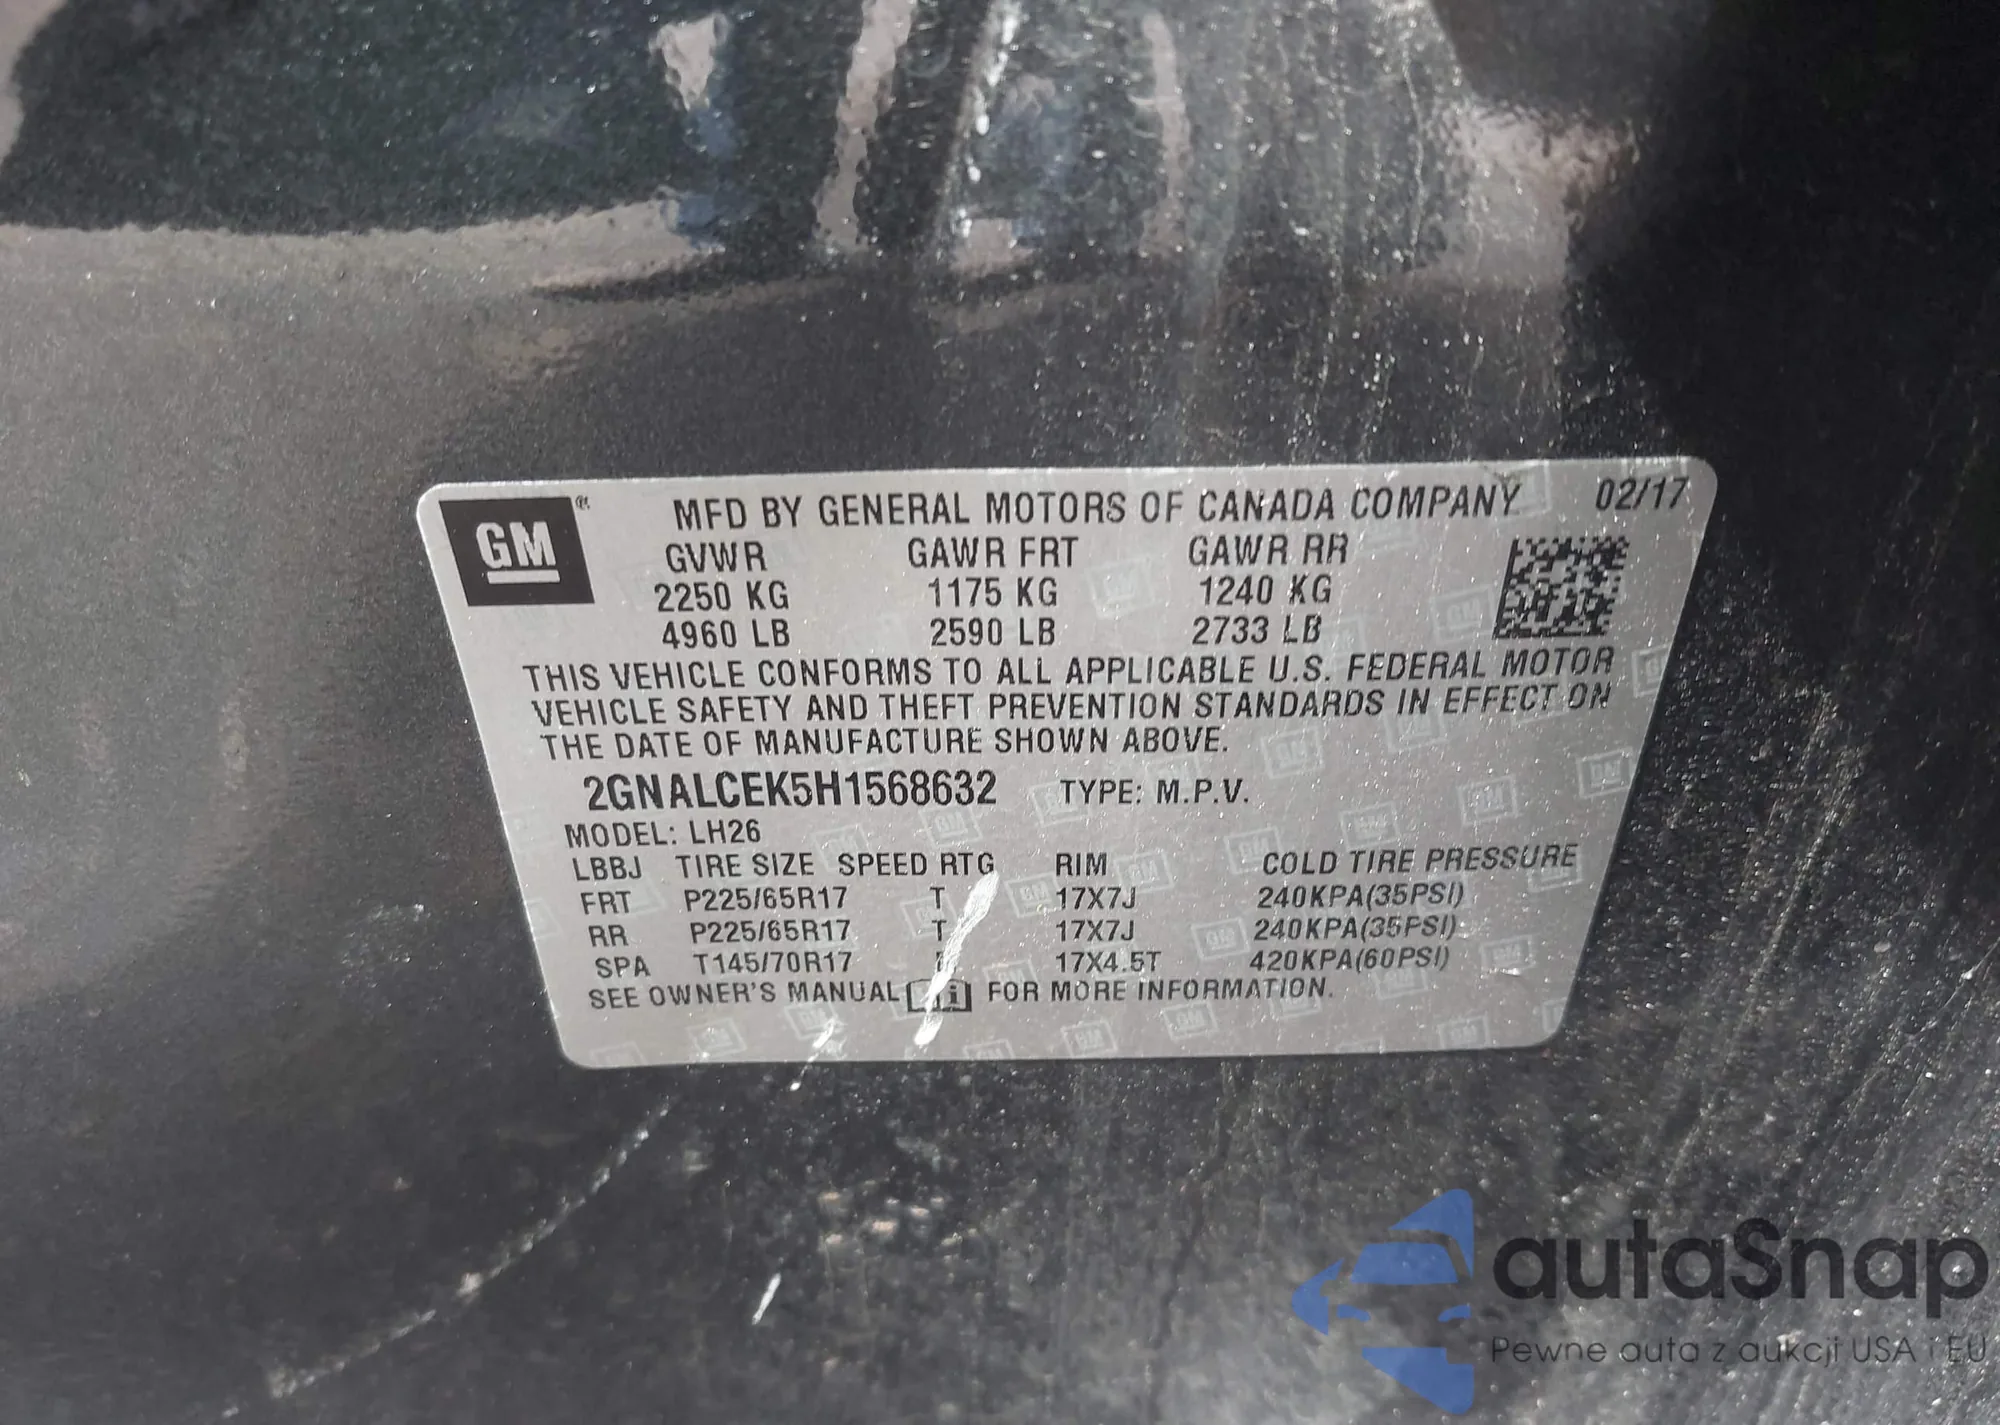 GM ® MFD BY GENERAL MOTORS OF CANADA COMPANY 02/17
GVWR GAWR FRT GAWR RR
2250 KG 1175 KG 1240 KG
4960 LB 2590 LB 2733 LB
THIS VEHICLE CONFORMS TO ALL APPLICABLE U.S. FEDERAL MOTOR
VEHICLE SAFETY AND THEFT PREVENTION STANDARDS IN EFFECT ON
THE DATE OF MANUFACTURE SHOWN ABOVE.
2GNALCEK5H1568632 TYPE: M.P.V.
MODEL: LH26
LBBJ TIRE SIZE SPEED RTG RIM COLD TIRE PRESSURE
FRT P225/65R17 T 17X7J 240KPA(35PSI)
RR P225/65R17 T 17X7J 240KPA(35PSI)
SPA T145/70R17 17X4.5T 420KPA(60PSI)
SEE OWNER'S MANUAL FOR MORE INFORMATION.
autaSnap
Pewne auta z aukcji USA i EU